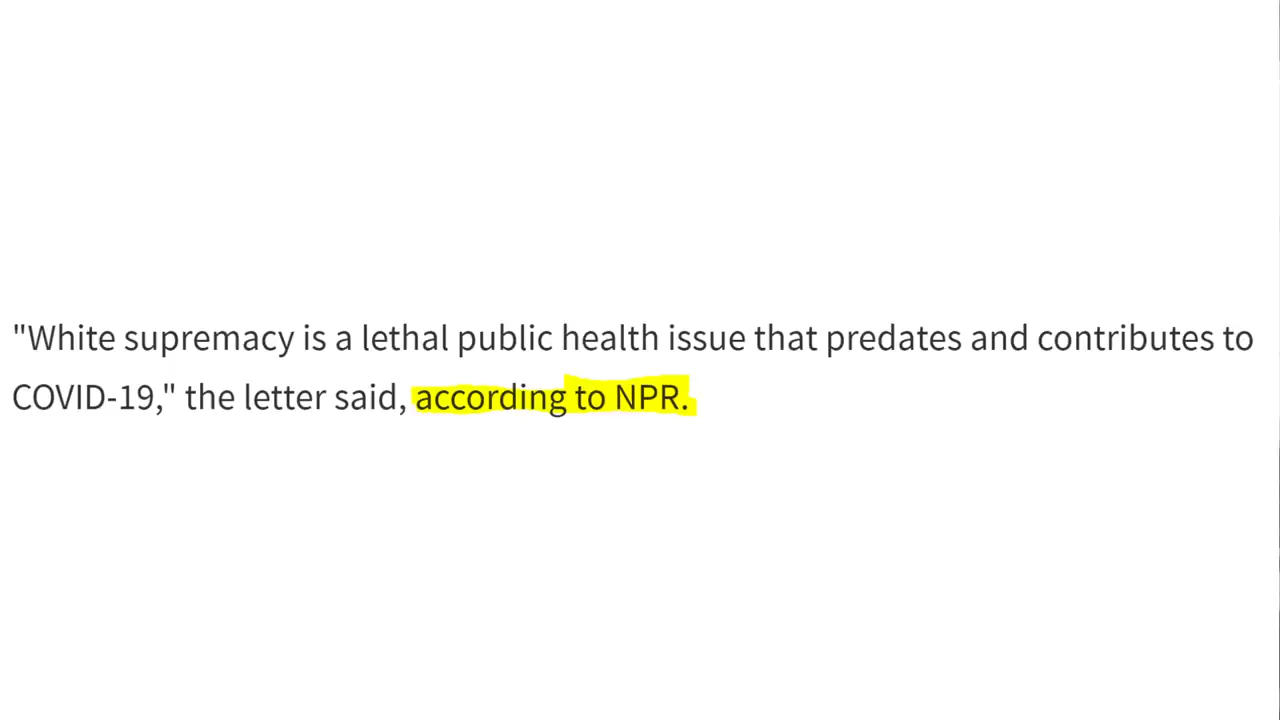 "White supremacy is a lethal public health issue that predates and contributes to
COVID-19," the letter said, according to NPR.